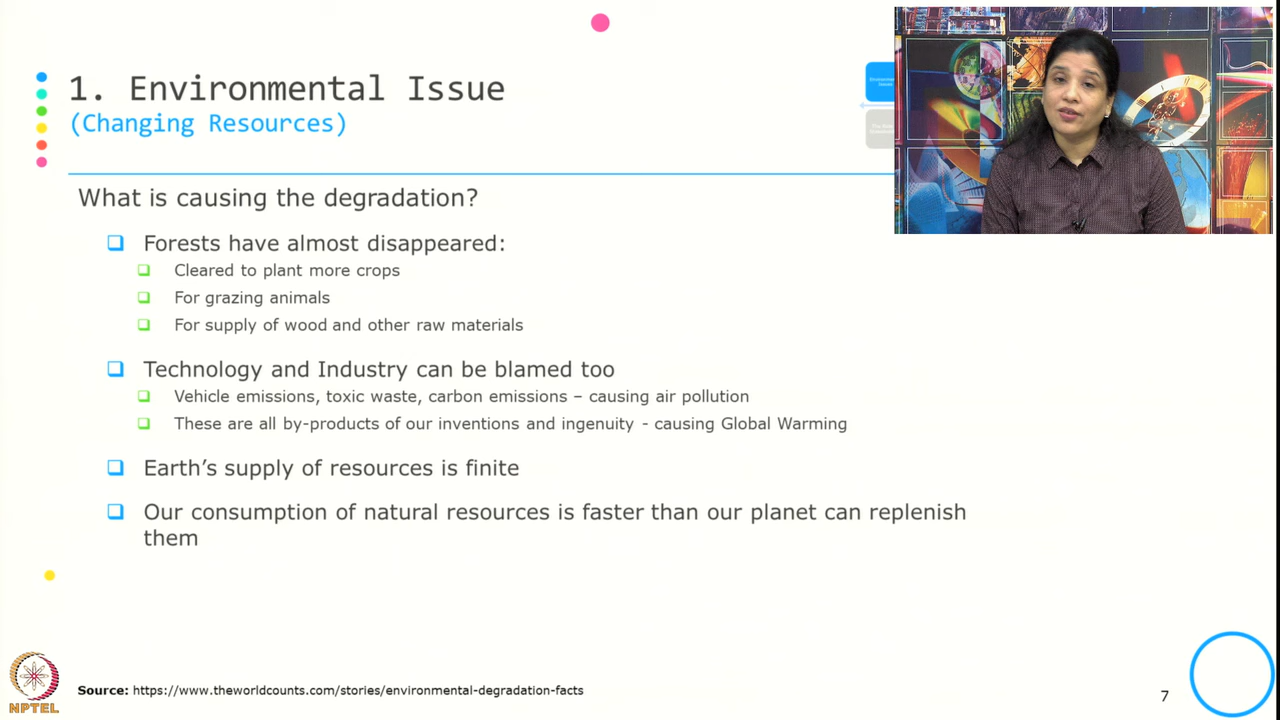 1. Environmental Issue
(Changing Resources)
What is causing the degradation?
Forests have almost disappeared:
Cleared to plant more crops
For grazing animals
For supply of wood and other raw materials
Technology and Industry can be blamed too
Vehicle emissions, toxic waste, carbon emissions – causing air pollution
These are all by-products of our inventions and ingenuity - causing Global Warming
Earth's supply of resources is finite
Our consumption of natural resources is faster than our planet can replenish
them
NPTEL
Source: https://www.theworldcounts.com/stories/environmental-degradation-facts
7